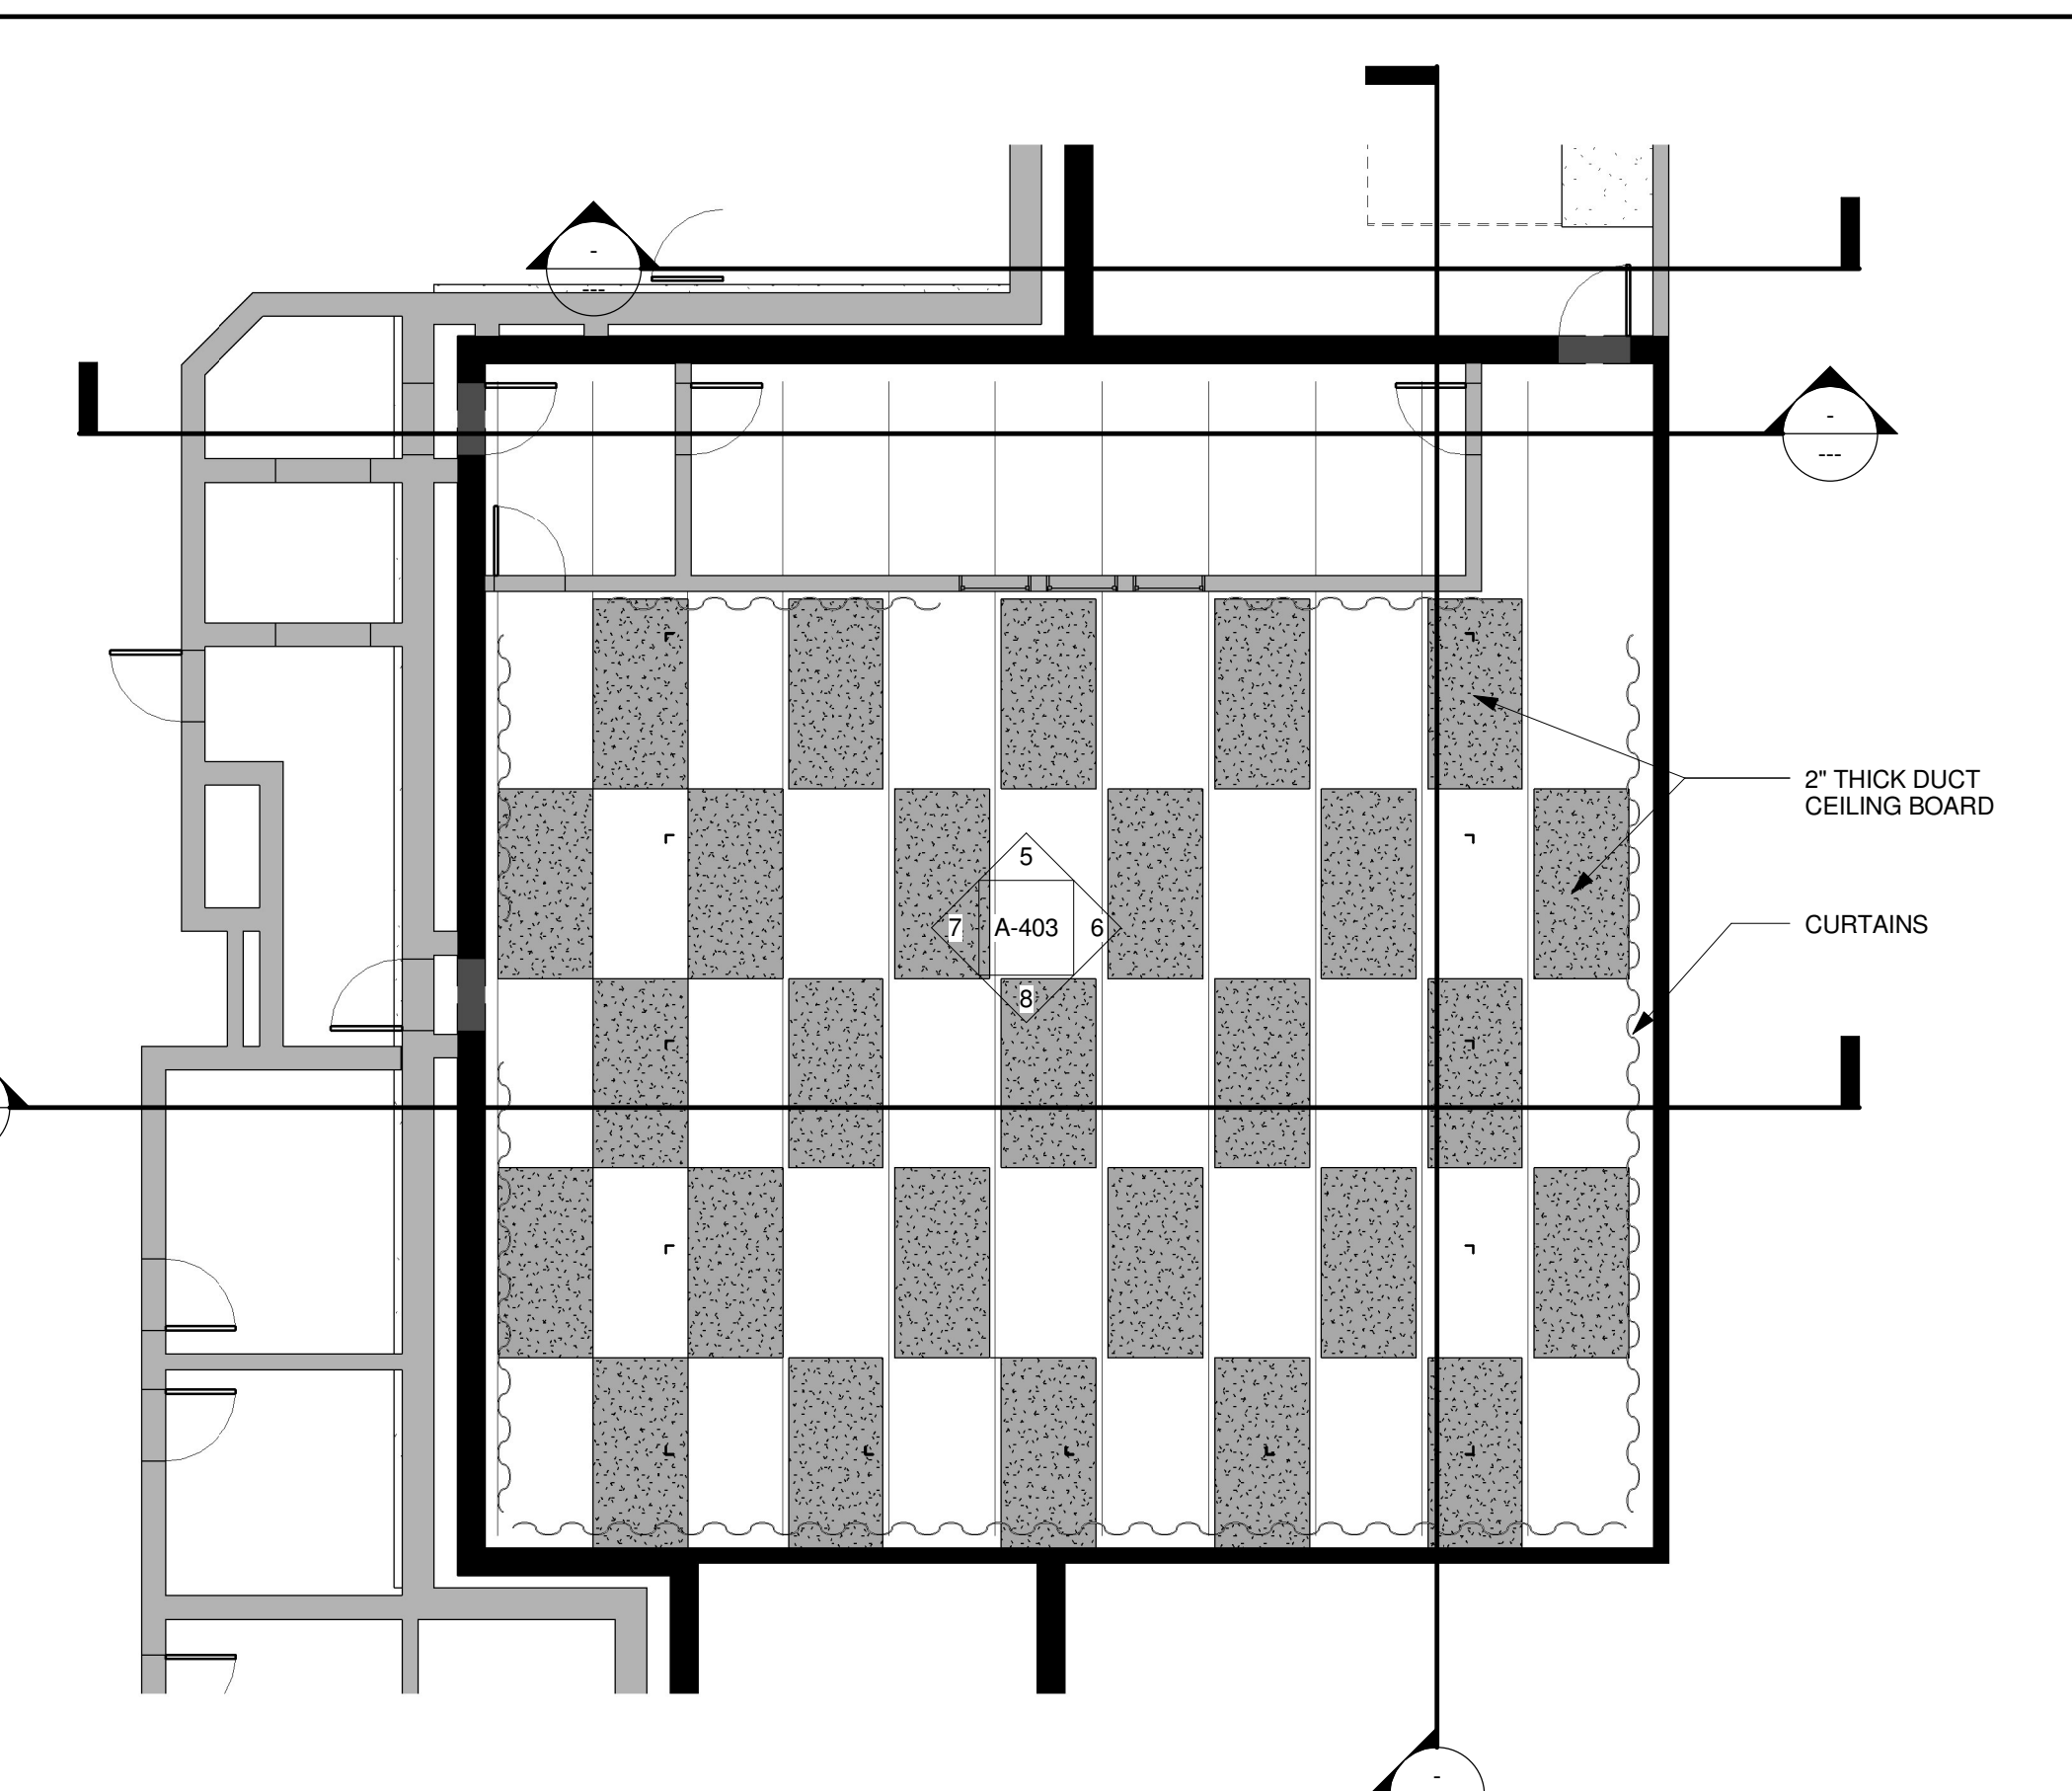 -
---
-
---
2" THICK DUCT
CEILING BOARD
5
7 A-403 6
CURTAINS
8
-